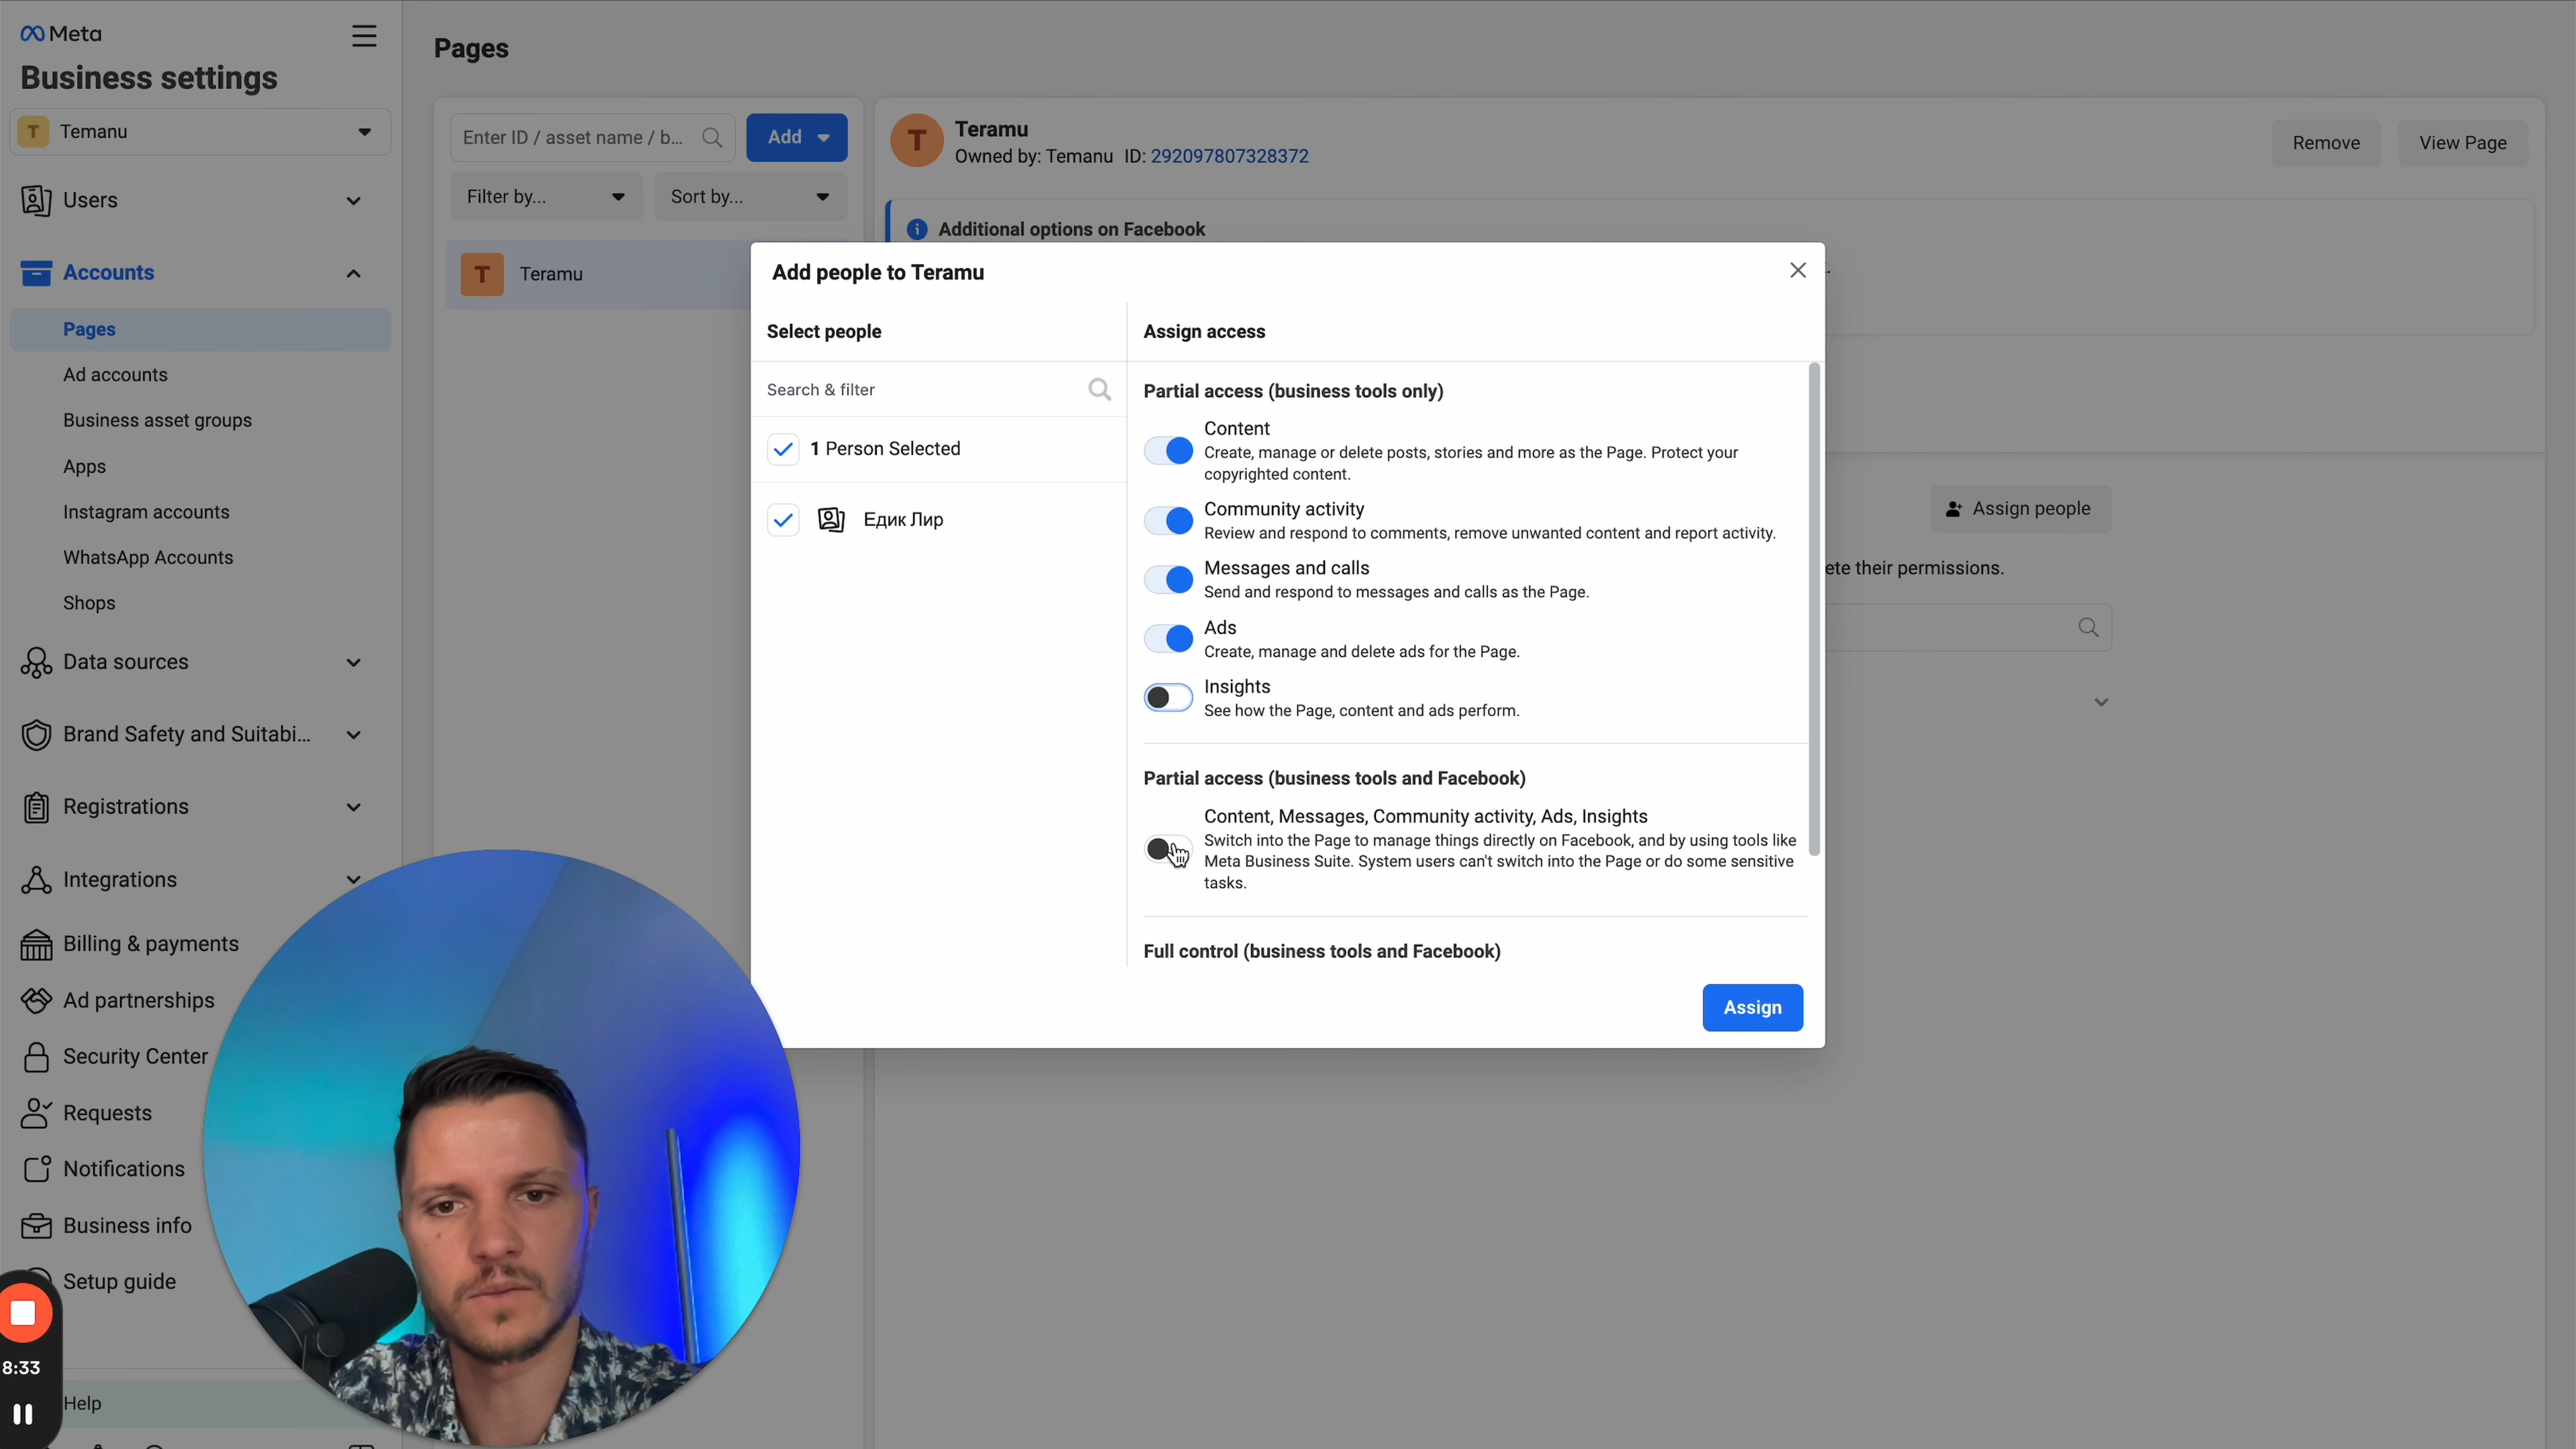 Meta
Business settings
T Temanu
Users
Accounts
Pages
Ad accounts
Business asset groups
Apps
Instagram accounts
WhatsApp Accounts
Shops
Data sources
Brand Safety and Suitabi...
Registrations
Integrations
Billing & payments
Ad partnerships
Security Center
Requests
Notifications
Business info
Setup guide
8:33
Help
Pages
Enter ID / asset name / b...
Add
Filter by...
Sort by...
T Teramu
T
Teramu
Owned by: Temanu ID: 292097807328372
Remove
View Page
Additional options on Facebook
Assign people
ete their permissions.
Add people to Teramu
Select people
Search & filter
1 Person Selected
Едик Лир
Assign access
Partial access (business tools only)
Content
Create, manage or delete posts, stories and more as the Page. Protect your
copyrighted content.
Community activity
Review and respond to comments, remove unwanted content and report activity.
Messages and calls
Send and respond to messages and calls as the Page.
Ads
Create, manage and delete ads for the Page.
Insights
See how the Page, content and ads perform.
Partial access (business tools and Facebook)
Content, Messages, Community activity, Ads, Insights
Switch into the Page to manage things directly on Facebook, and by using tools like
Meta Business Suite. System users can't switch into the Page or do some sensitive
tasks.
Full control (business tools and Facebook)
Assign